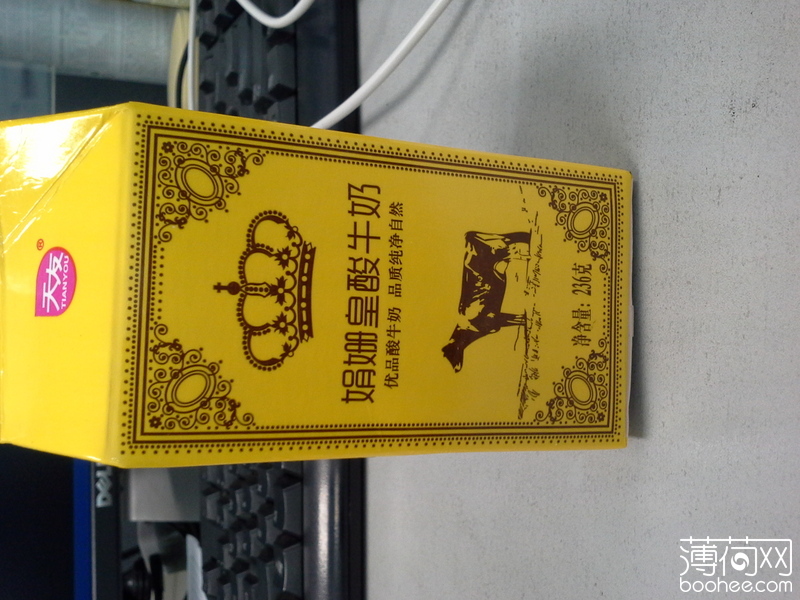 天友
TIANYOU
®
娟姗皇酸牛奶
优品酸牛奶 品质纯净自然
净含量：236克
DELL
薄荷网
boohee.com